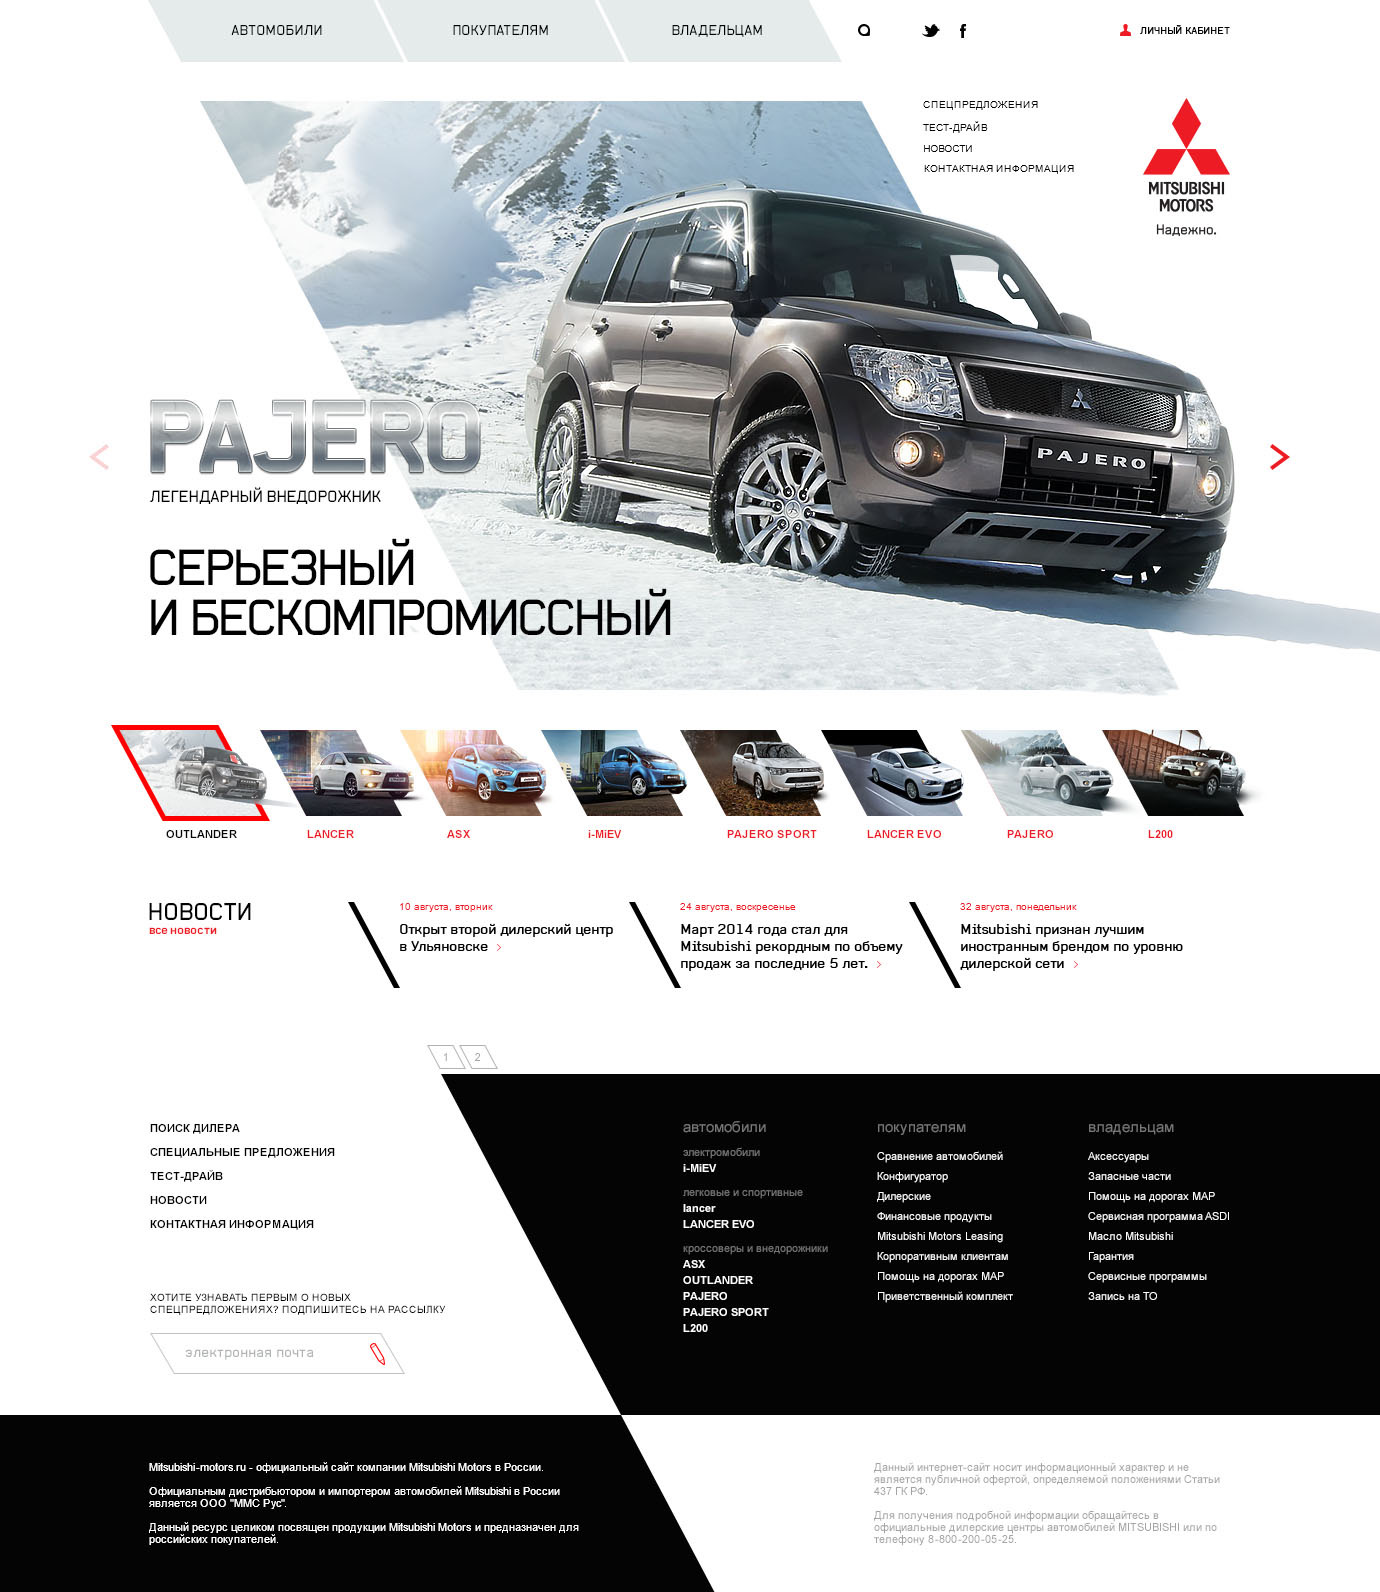 АВТОМОБИЛИ
ПОКУПАТЕЛЯМ
ВЛАДЕЛЬЦАМ
ЛИЧНЫЙ КАБИНЕТ
СПЕЦПРЕДЛОЖЕНИЯ
ТЕСТ-ДРАЙВ
НОВОСТИ
КОНТАКТНАЯ ИНФОРМАЦИЯ
MITSUBISHI
MOTORS
Надежно.
PAJERO
PAJERO
ЛЕГЕНДАРНЫЙ ВНЕДОРОЖНИК
СЕРЬЕЗНЫЙ
И БЕСКОМПРОМИССНЫЙ
OUTLANDER
LANCER
ASX
i-MiEV
PAJERO SPORT
LANCER EVO
PAJERO
L200
НОВОСТИ
все новости
10 августа, вторник
Открыт второй дилерский центр
в Ульяновске
24 августа, воскресенье
Март 2014 года стал для
Mitsubishi рекордным по объему
продаж за последние 5 лет.
32 августа, понедельник
Mitsubishi признан лучшим
иностранным брендом по уровню
дилерской сети
1
2
ПОИСК ДИЛЕРА
СПЕЦИАЛЬНЫЕ ПРЕДЛОЖЕНИЯ
ТЕСТ-ДРАЙВ
НОВОСТИ
КОНТАКТНАЯ ИНФОРМАЦИЯ
ХОТИТЕ УЗНАВАТЬ ПЕРВЫМ О НОВЫХ
СПЕЦПРЕДЛОЖЕНИЯХ? ПОДПИШИТЕСЬ НА РАССЫЛКУ
электронная почта
автомобили
электромобили
i-MiEV
легковые и спортивные
lancer
LANCER EVO
кроссоверы и внедорожники
ASX
OUTLANDER
PAJERO
PAJERO SPORT
L200
покупателям
Сравнение автомобилей
Конфигуратор
Дилерские
Финансовые продукты
Mitsubishi Motors Leasing
Корпоративным клиентам
Помощь на дорогах MAP
Приветственный комплект
владельцам
Аксессуары
Запасные части
Помощь на дорогах MAP
Сервисная программа ASDI
Масло Mitsubishi
Гарантия
Сервисные программы
Запись на ТО
Mitsubishi-motors.ru - официальный сайт компании Mitsubishi Motors в России.
Официальным дистрибьютором и импортером автомобилей Mitsubishi в России
является ООО "ММС Рус".
Данный ресурс целиком посвящен продукции Mitsubishi Motors и предназначен для
российских покупателей.
Данный интернет-сайт носит информационный характер и не
является публичной офертой, определяемой положениями Статьи
437 ГК РФ.
Для получения подробной информации обращайтесь в
официальные дилерские центры автомобилей MITSUBISHI или по
телефону 8-800-200-05-25.